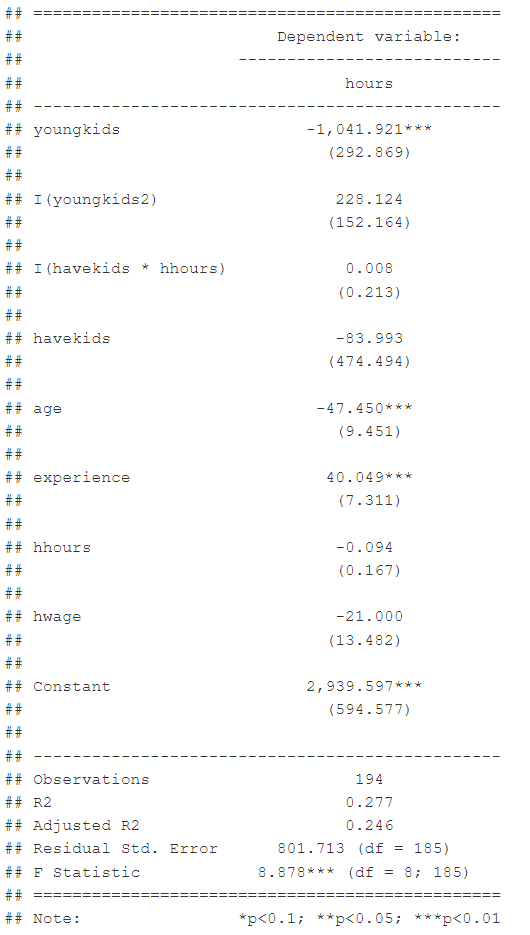 ## ================================================
##                         Dependent variable:
##                     ---------------------------
##                                hours
## ------------------------------------------------
## youngkids                  -1,041.921***
##                              (292.869)
##
## I(youngkids2)                 228.124
##                              (152.164)
##
## I(havekids * hhours)           0.008
##                               (0.213)
##
## havekids                      -83.993
##                              (474.494)
##
## age                         -47.450***
##                               (9.451)
##
## experience                   40.049***
##                               (7.311)
##
## hhours                        -0.094
##                               (0.167)
##
## hwage                         -21.000
##                              (13.482)
##
## Constant                   2,939.597***
##                              (594.577)
##
## ------------------------------------------------
## Observations                    194
## R2                             0.277
## Adjusted R2                    0.246
## Residual Std. Error     801.713 (df = 185)
## F Statistic           8.878*** (df = 8; 185)
## ================================================
## Note:                *p<0.1; **p<0.05; ***p<0.01